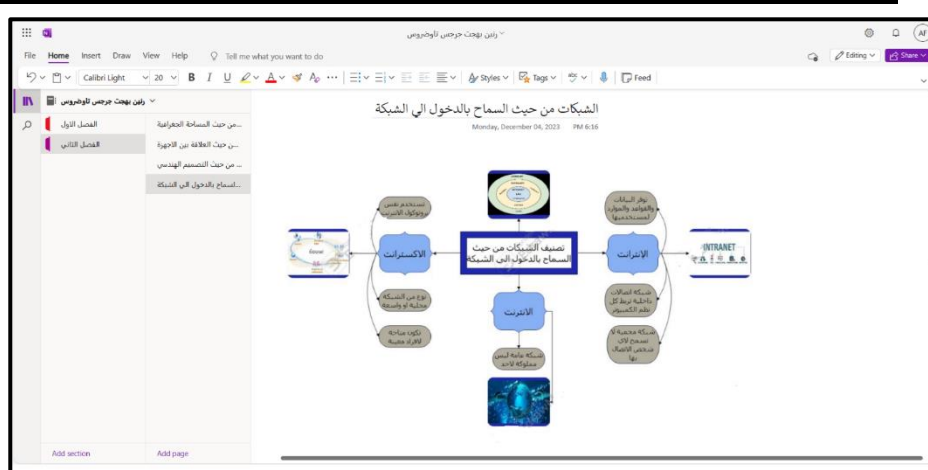 رنين بهجت جرجس تاوضروس
AF
File Home Insert Draw View Help Tell me what you want to do
Editing Share
Calibri Light 20 B I U A Styles Tags Feed
رنين بهجت جرجس تاوضروس
الفصل الاول
الفصل الثاني
من حيث المساحة الجغرافية...
ـن حيث العلاقة بين الاجهزة...
من حيث التصميم الهندسي ...
ـلسماح بالدخول الي الشبكة...
الشبكات من حيث السماح بالدخول الي الشبكة
Monday, December 04, 2023 PM 6:16
تصنيف الشبكات من حيث
السماح بالدخول الى الشبكة
توفر البيانات
والقواعد والموارد
لمستخدميها
الانترانت
INTRANET
شبكة اتصالات
داخلية تربط كل
نظم الكمبيوتر
شبكة محمية لا
تسمح لاي
شخص الاتصال
بها
تستخدم نفس
بروتوكول الانترنت
الاكسترانت
نوع من الشبكة
محلية او واسعة
تكون متاحة
لافراد معينة
الانترنت
شبكة عامة ليس
مملوكة لاحد
Add section
Add page